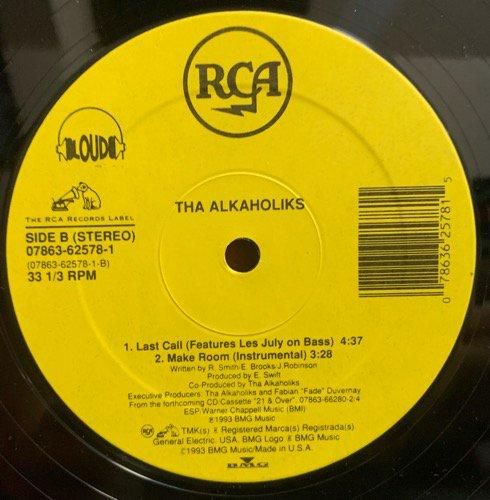 RCA
LOUD
THE RCA RECORDS LABEL
THA ALKAHOLIKS
SIDE B (STEREO)
07863-62578-1
(07863-62578-1-B)
33 1/3 RPM
0 78636 25781 5
1. Last Call (Features Les July on Bass) 4:37
2. Make Room (Instrumental) 3:28
Written by R. Smith-E. Brooks/J.Robinson
Produced by E. Swift
Co-Produced by Tha Alkaholiks
Executive Producers: Tha Alkaholiks and Fabian "Fade" Duvernay
From the forthcoming CD/Cassette "21 & Over". 07863-66280-2/4
ESP.Warner Chappell Music (BMI)
℗1993 BMG Music
RCA TMK(s) ® Registered Marca(s) Registrada(s)
General Electric. USA. BMG Logo ® BMG Music
©1993 BMG Music/Made in U.S.A.
BMG